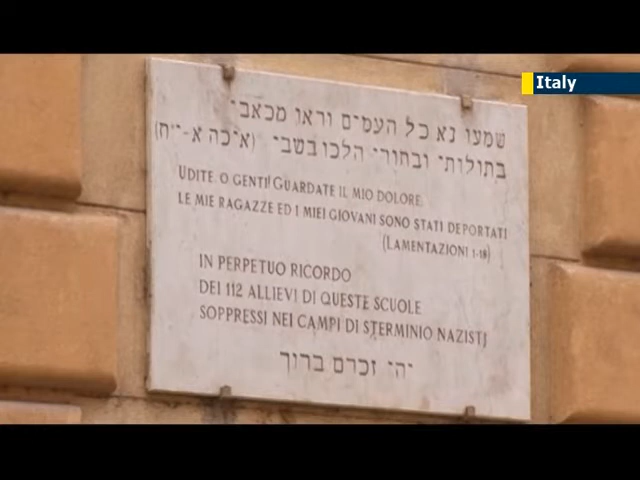 Italy
שמעו נא כל העמים וראו מכאבי
בתולותי ובחורי הלכו בשבי (איכה א-יח)
UDITE, O GENTI! GUARDATE IL MIO DOLORE:
LE MIE RAGAZZE ED I MIEI GIOVANI SONO STATI DEPORTATI
(LAMENTAZIONI 1-18)
IN PERPETUO RICORDO
DEI 112 ALLIEVI DI QUESTE SCUOLE
SOPPRESSI NEI CAMPI DI STERMINIO NAZISTI
יהי זכרם ברוך